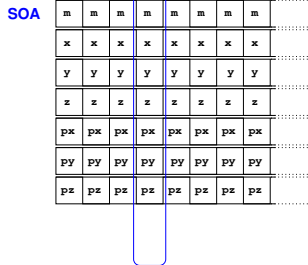 SOA m m m m m m m m
x x x x x x x x
y y y y y y y y
z z z z z z z z
px px px px px px px px
py py py py py py py py
pz pz pz pz pz pz pz pz